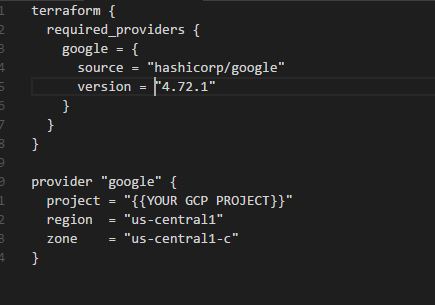 1 terraform {
2   required_providers {
3     google = {
4       source = "hashicorp/google"
5       version = "4.72.1"
6     }
7   }
8 }
9
0 provider "google" {
1   project = "{{YOUR GCP PROJECT}}"
2   region  = "us-central1"
3   zone    = "us-central1-c"
4 }